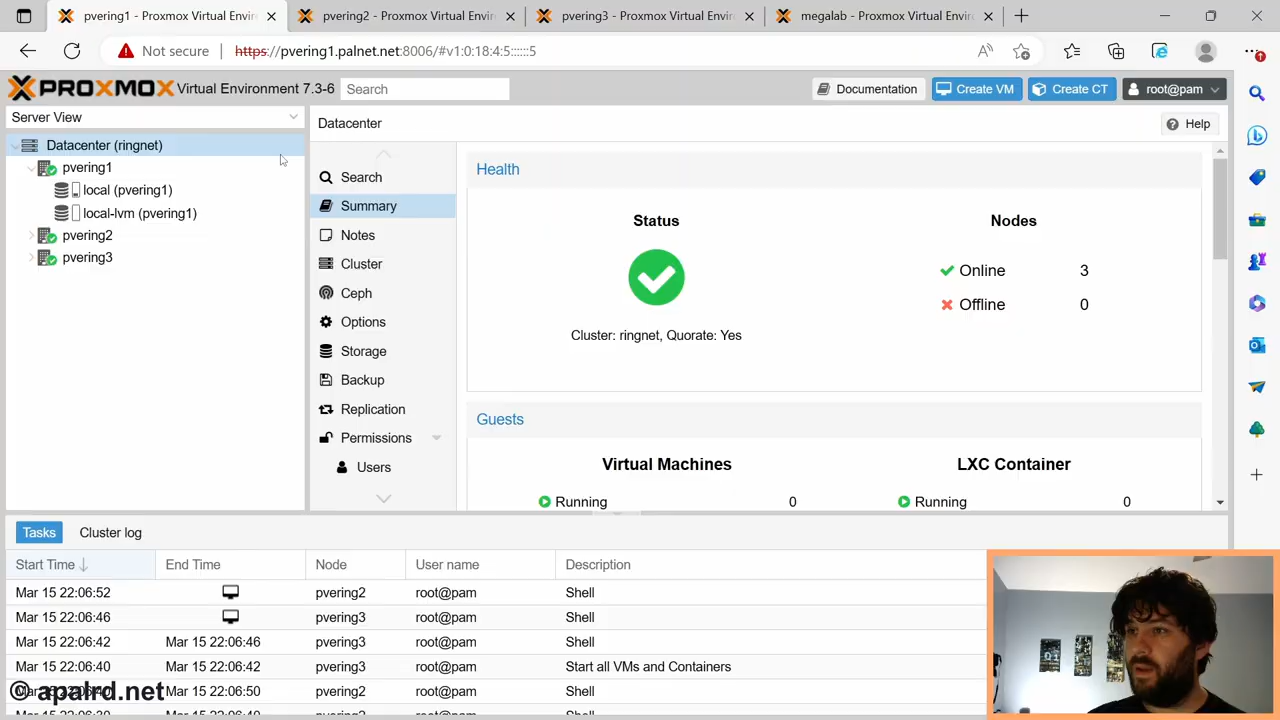 pvering1 - Proxmox Virtual Envir
pvering2 - Proxmox Virtual Envir
pvering3 - Proxmox Virtual Envir
megalab - Proxmox Virtual Enviro
Not secure
https://pvering1.palnet.net:8006/#v1:0:18:4:5::::::5
PROXMOX Virtual Environment 7.3-6
Search
Documentation
Create VM
Create CT
root@pam
Server View
Datacenter
Help
Datacenter (ringnet)
pvering1
local (pvering1)
local-lvm (pvering1)
pvering2
pvering3
Search
Summary
Notes
Cluster
Ceph
Options
Storage
Backup
Replication
Permissions
Users
Health
Status
Nodes
Online 3
Offline 0
Cluster: ringnet, Quorate: Yes
Guests
Virtual Machines
LXC Container
Running 0
Running 0
Tasks
Cluster log
Start Time End Time Node User name Description
Mar 15 22:06:52 pvering2 root@pam Shell
Mar 15 22:06:46 pvering3 root@pam Shell
Mar 15 22:06:42 Mar 15 22:06:46 pvering3 root@pam Shell
Mar 15 22:06:40 Mar 15 22:06:42 pvering3 root@pam Start all VMs and Containers
Mar 15 22:06:50 pvering2 root@pam Shell
© apalrd.net